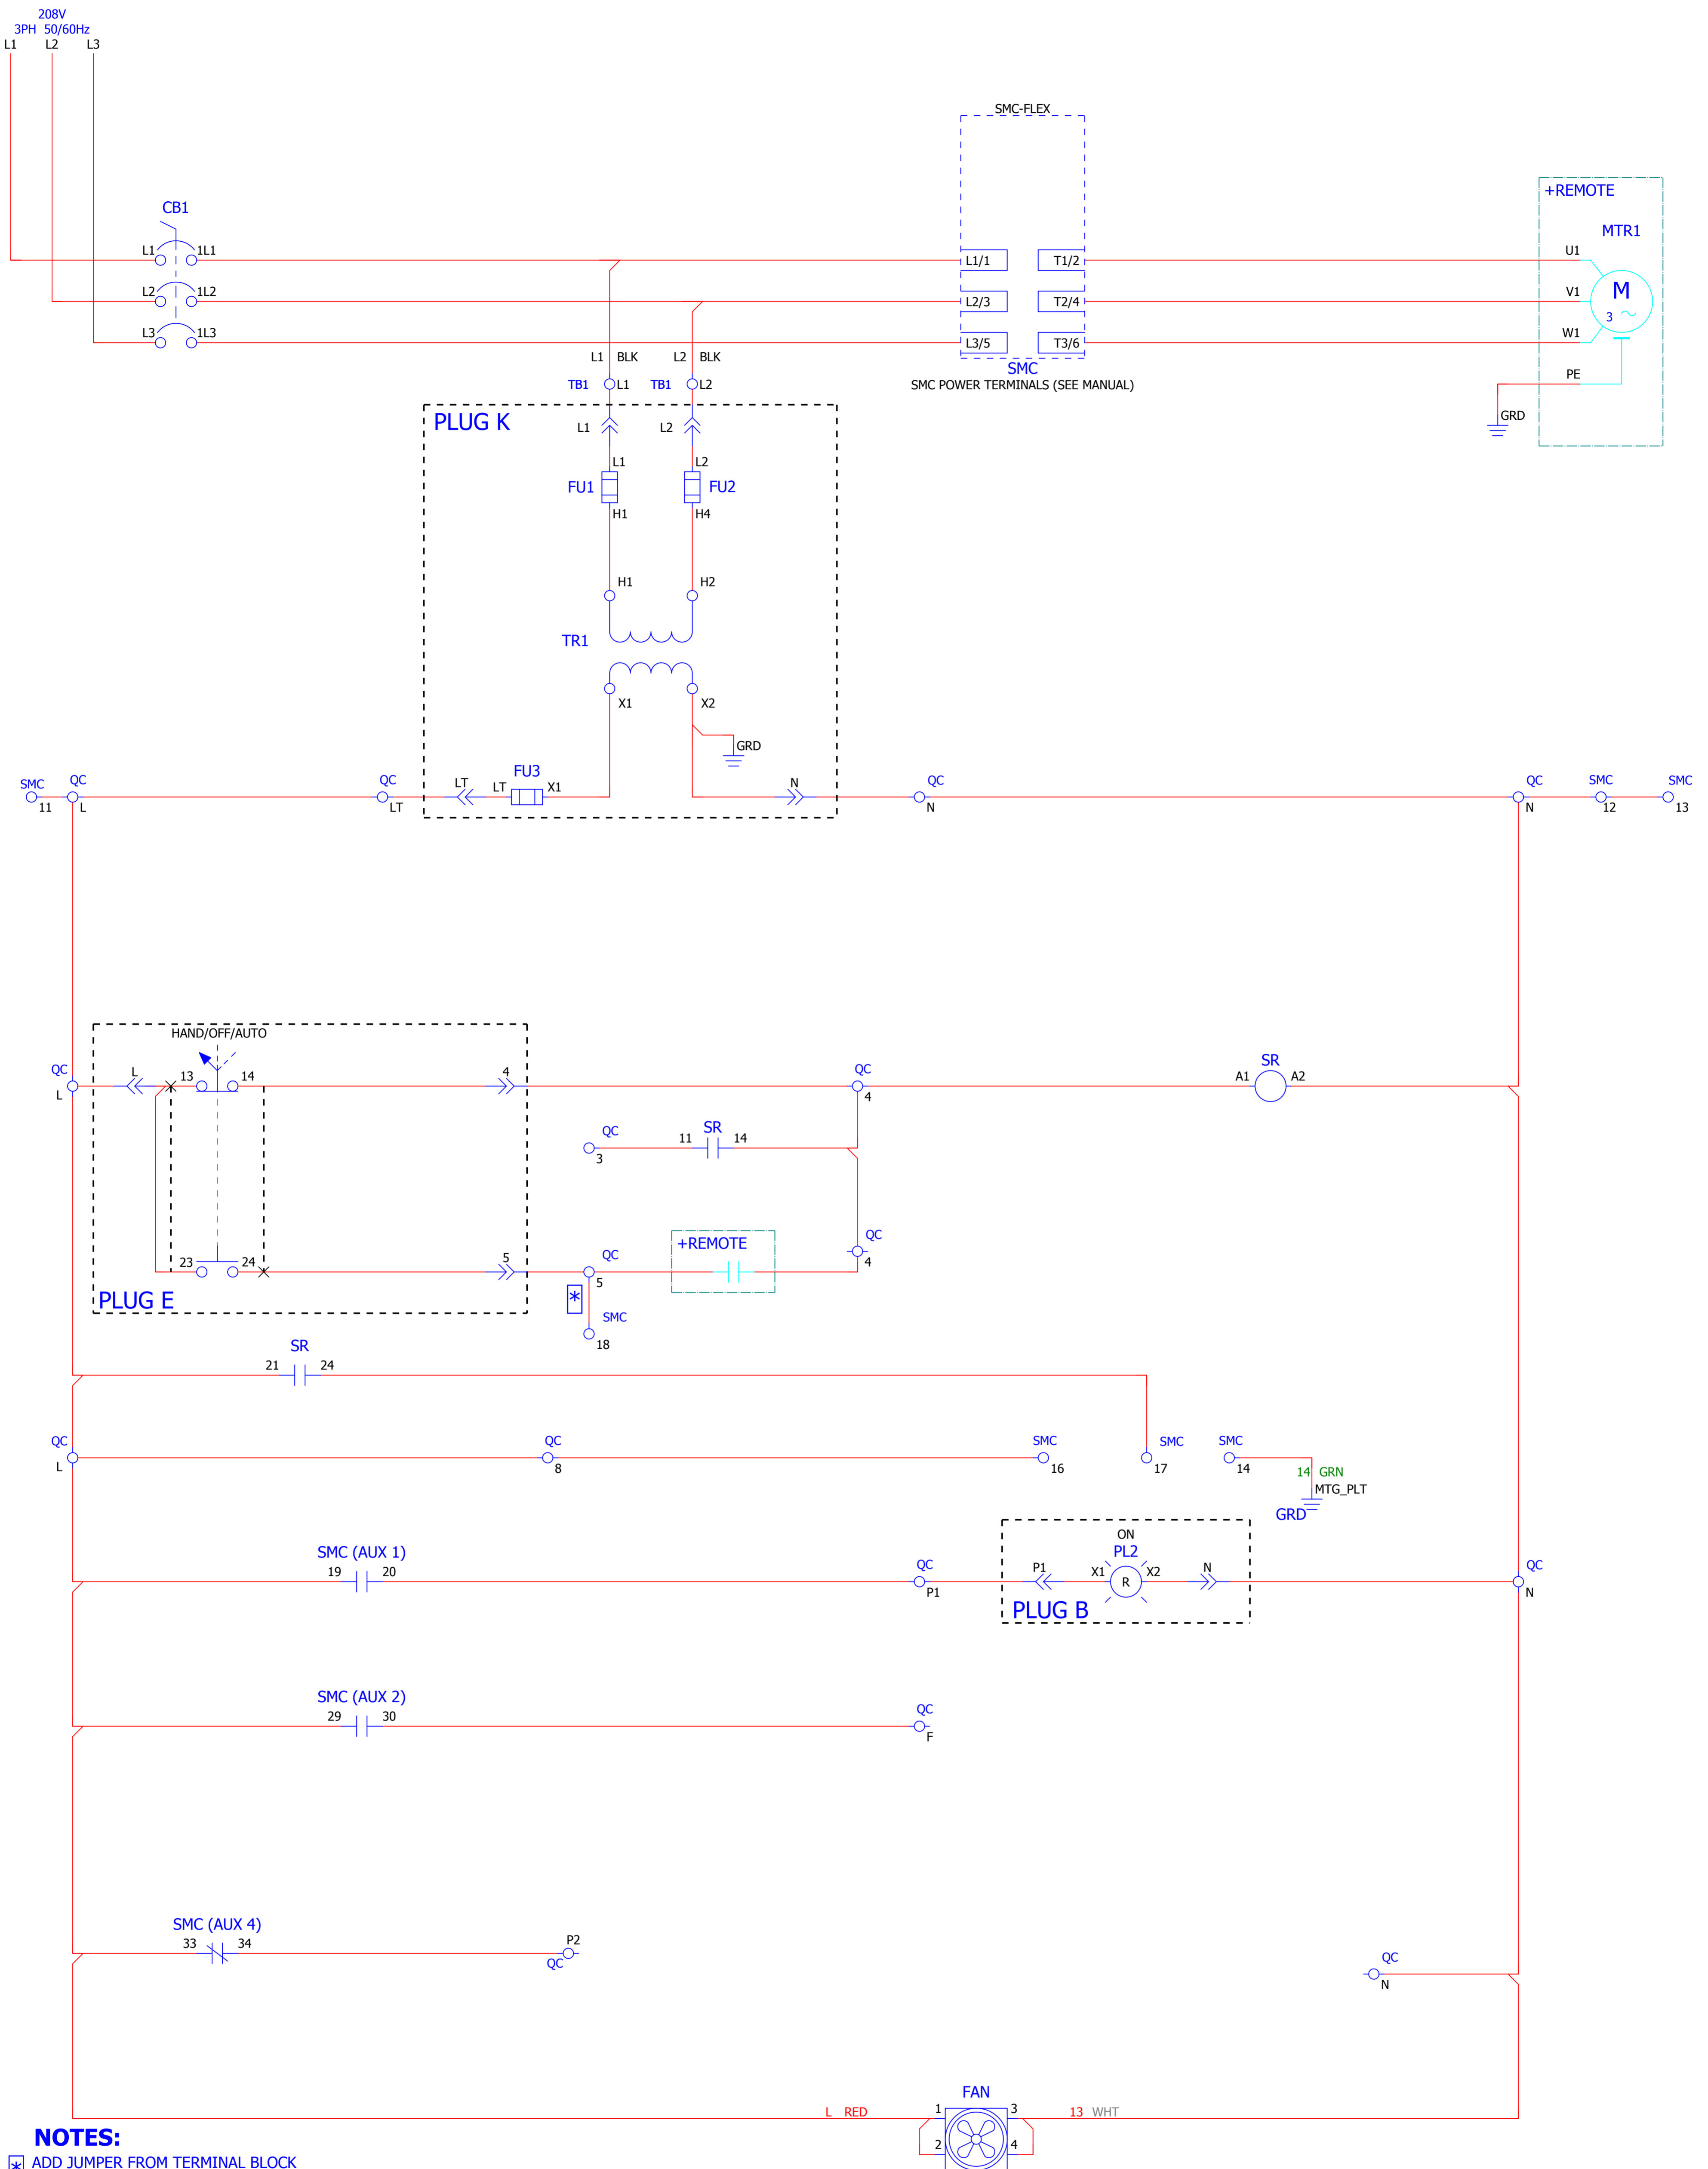 208V
3PH 50/60Hz
L1 L2 L3
SMC-FLEX
+REMOTE
CB1
MTR1
L1 1L1
L1/1 T1/2
U1
L2 1L2
L2/3 T2/4
V1
M
3
L3 1L3
L3/5 T3/6
W1
L1 BLK L2 BLK
SMC
SMC POWER TERMINALS (SEE MANUAL)
PE
TB1 L1 TB1 L2
GRD
PLUG K
L1 L2
L1 L2
FU1 FU2
H1 H4
H1 H2
TR1
X1 X2
GRD
SMC QC QC LT LT FU3 X1 N QC QC SMC SMC
11 L LT N N 12 13
HAND/OFF/AUTO
QC L 13 14 4 QC A1 SR A2
L 4
QC 11 SR 14
3
+REMOTE
QC
23 24 5 QC 4
5
PLUG E
*
SMC
18
SR
21 24
QC QC SMC SMC SMC
L 8 16 17 14
14 GRN
MTG_PLT
GRD
ON
SMC (AUX 1)
PL2
19 20 QC P1 X1 R X2 N QC
P1 N
PLUG B
SMC (AUX 2)
29 30 QC
F
SMC (AUX 4)
33 34 P2
QC
QC
N
FAN
L RED 1 3 13 WHT
2 4
NOTES:
* ADD JUMPER FROM TERMINAL BLOCK